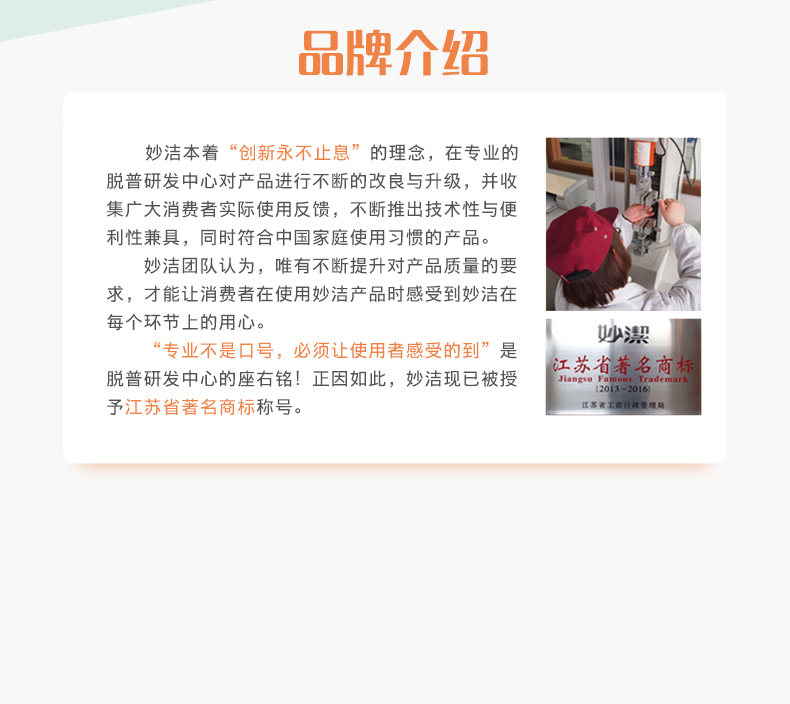 品牌介绍
妙洁本着“创新永不止息”的理念，在专业的
脱普研发中心对产品进行不断的改良与升级，并收
集广大消费者实际使用反馈，不断推出技术性与便
利性兼具，同时符合中国家庭使用习惯的产品。
妙洁团队认为，唯有不断提升对产品质量的要
求，才能让消费者在使用妙洁产品时感受到妙洁在
每个环节上的用心。
“专业不是口号，必须让使用者感受的到”是
脱普研发中心的座右铭！正因如此，妙洁现已被授
予江苏省著名商标称号。
妙潔
江苏省著名商标
Jiangsu Famous Trademark
(2013-2016)
江苏省工商行政管理局